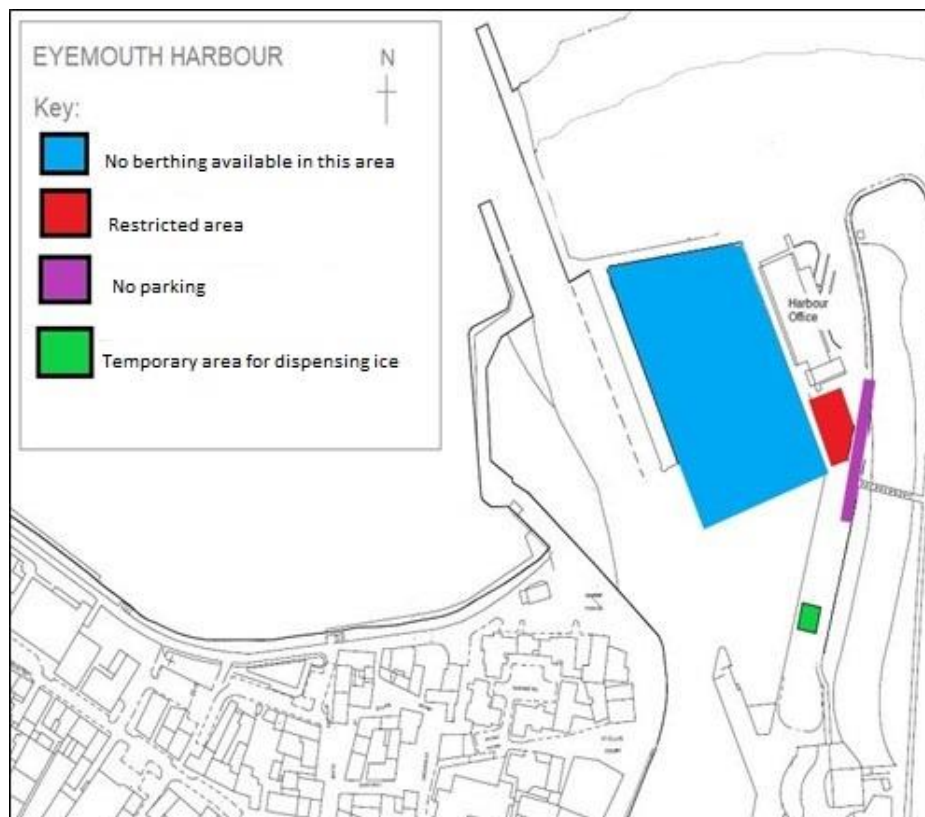 EYEMOUTH HARBOUR
N
Key:
No berthing available in this area
Restricted area
No parking
Temporary area for dispensing ice
Harbour
Office